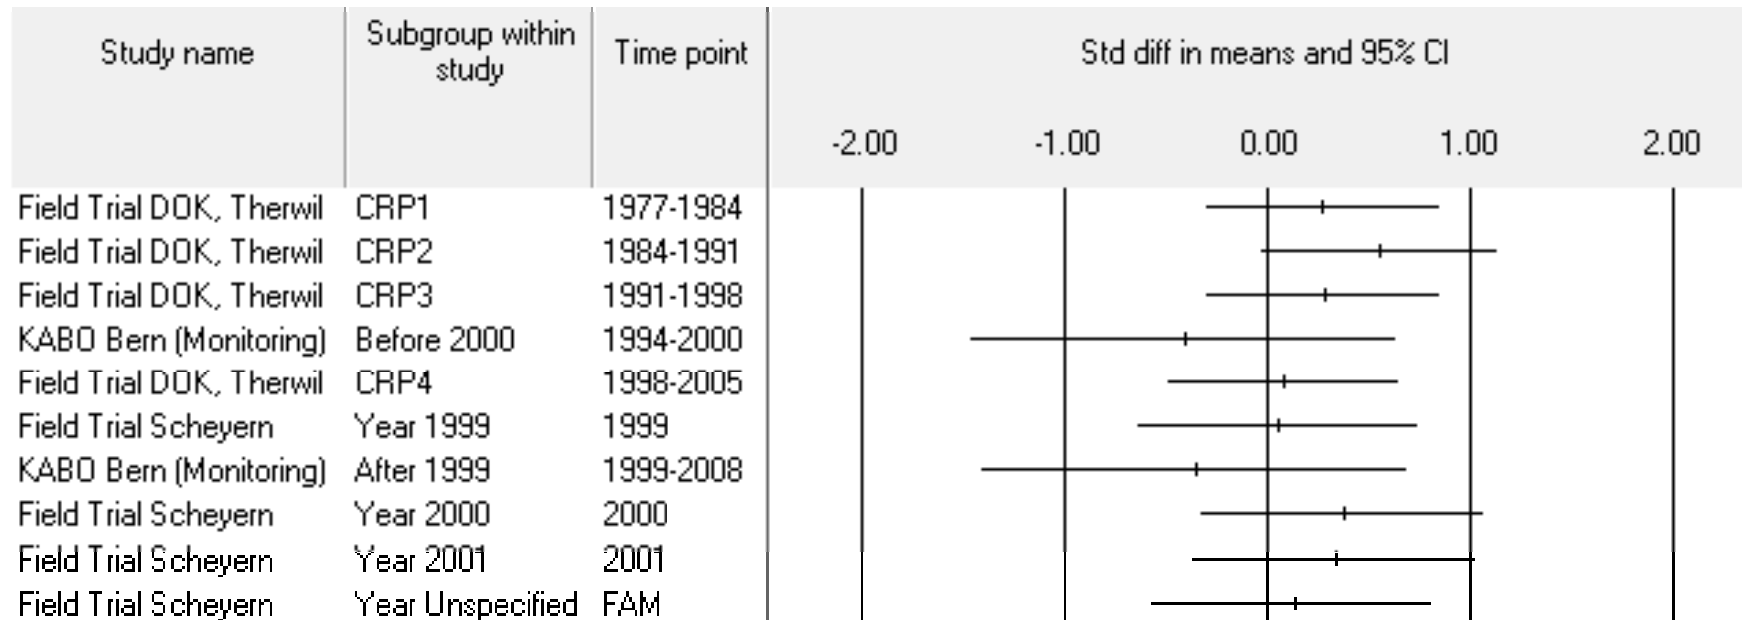 Study name Subgroup within study Time point Std diff in means and 95% CI
-2.00 -1.00 0.00 1.00 2.00
Field Trial DOK, Therwil CRP1 1977-1984
Field Trial DOK, Therwil CRP2 1984-1991
Field Trial DOK, Therwil CRP3 1991-1998
KABO Bern (Monitoring) Before 2000 1994-2000
Field Trial DOK, Therwil CRP4 1998-2005
Field Trial Scheyern Year 1999 1999
KABO Bern (Monitoring) After 1999 1999-2008
Field Trial Scheyern Year 2000 2000
Field Trial Scheyern Year 2001 2001
Field Trial Scheyern Year Unspecified FAM